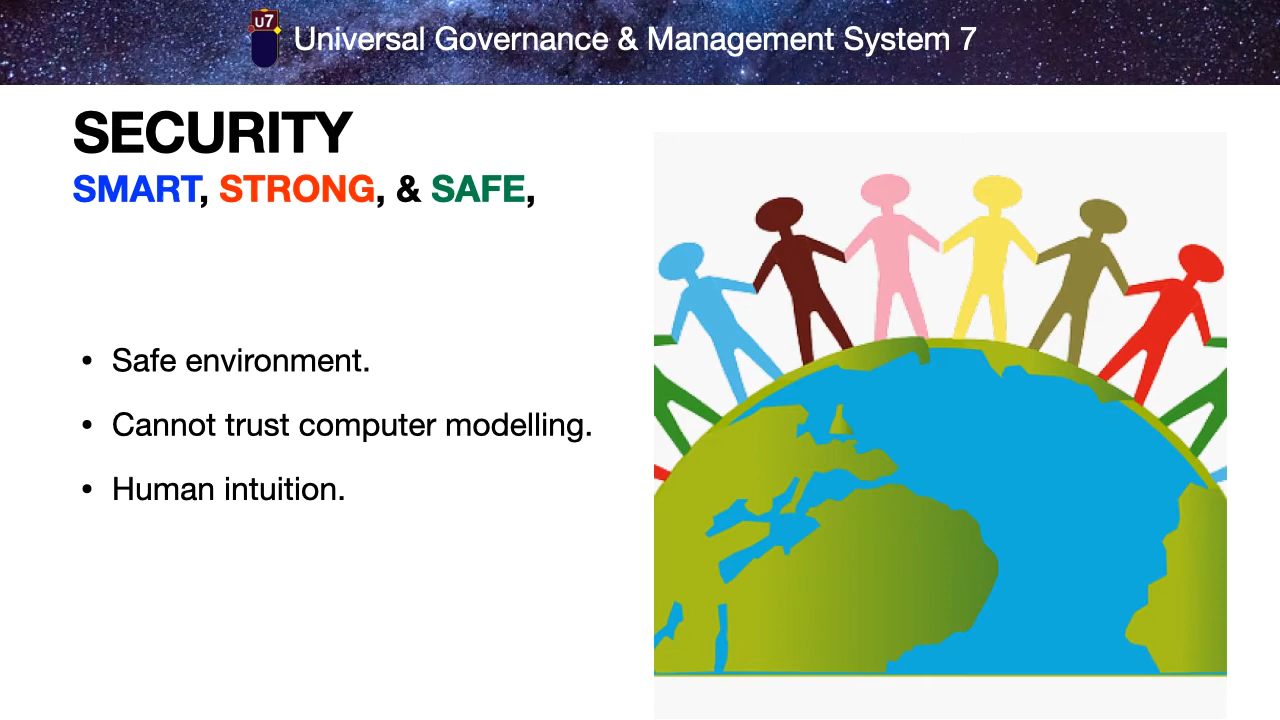 U7
Universal Governance & Management System 7
SECURITY
SMART, STRONG, & SAFE,
• Safe environment.
• Cannot trust computer modelling.
• Human intuition.